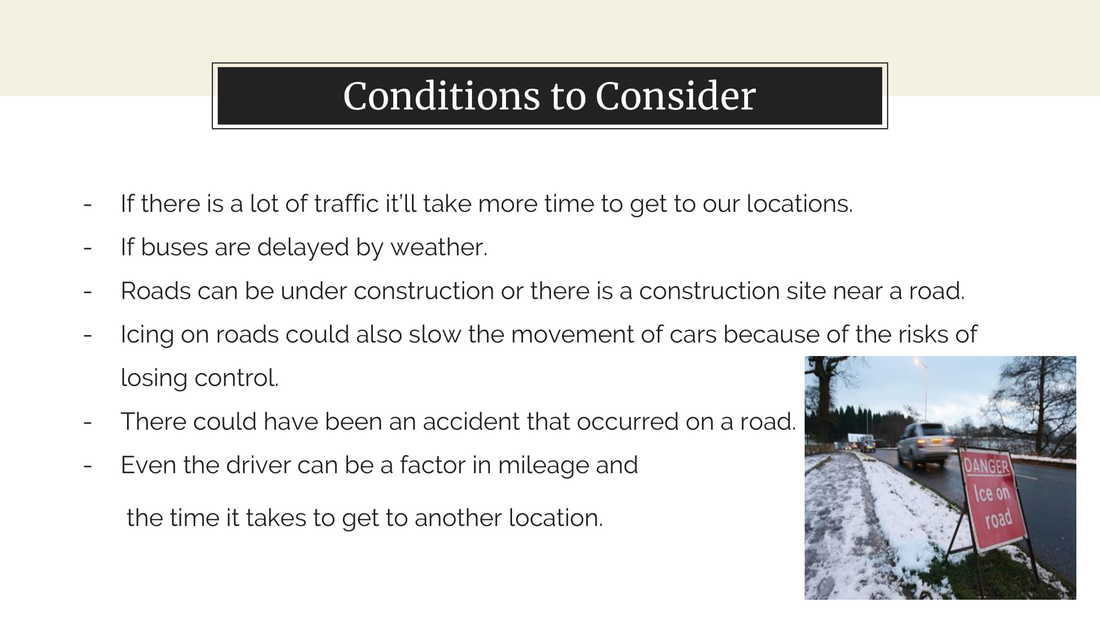 Conditions to Consider
- If there is a lot of traffic it'll take more time to get to our locations.
- If buses are delayed by weather.
- Roads can be under construction or there is a construction site near a road.
- Icing on roads could also slow the movement of cars because of the risks of
losing control.
- There could have been an accident that occurred on a road.
- Even the driver can be a factor in mileage and
the time it takes to get to another location.
DANGER
Ice on
road